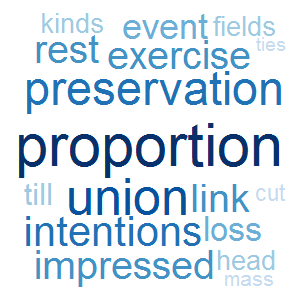 kinds event fields
rest exercise ties
preservation
proportion
till union link cut
intentions loss
impressed head
mass